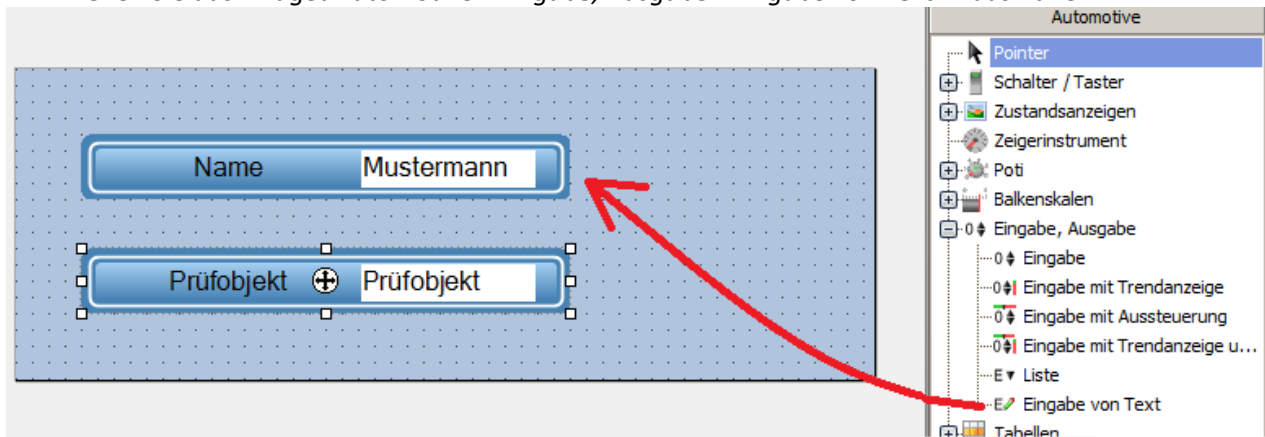 Automotive
Pointer
Schalter / Taster
Zustandsanzeigen
Zeigerinstrument
Poti
Balkenskalen
Eingabe, Ausgabe
Eingabe
Eingabe mit Trendanzeige
Eingabe mit Aussteuerung
Eingabe mit Trendanzeige u...
Liste
Eingabe von Text
Tabellen
Name Mustermann
Prüfobjekt Prüfobjekt